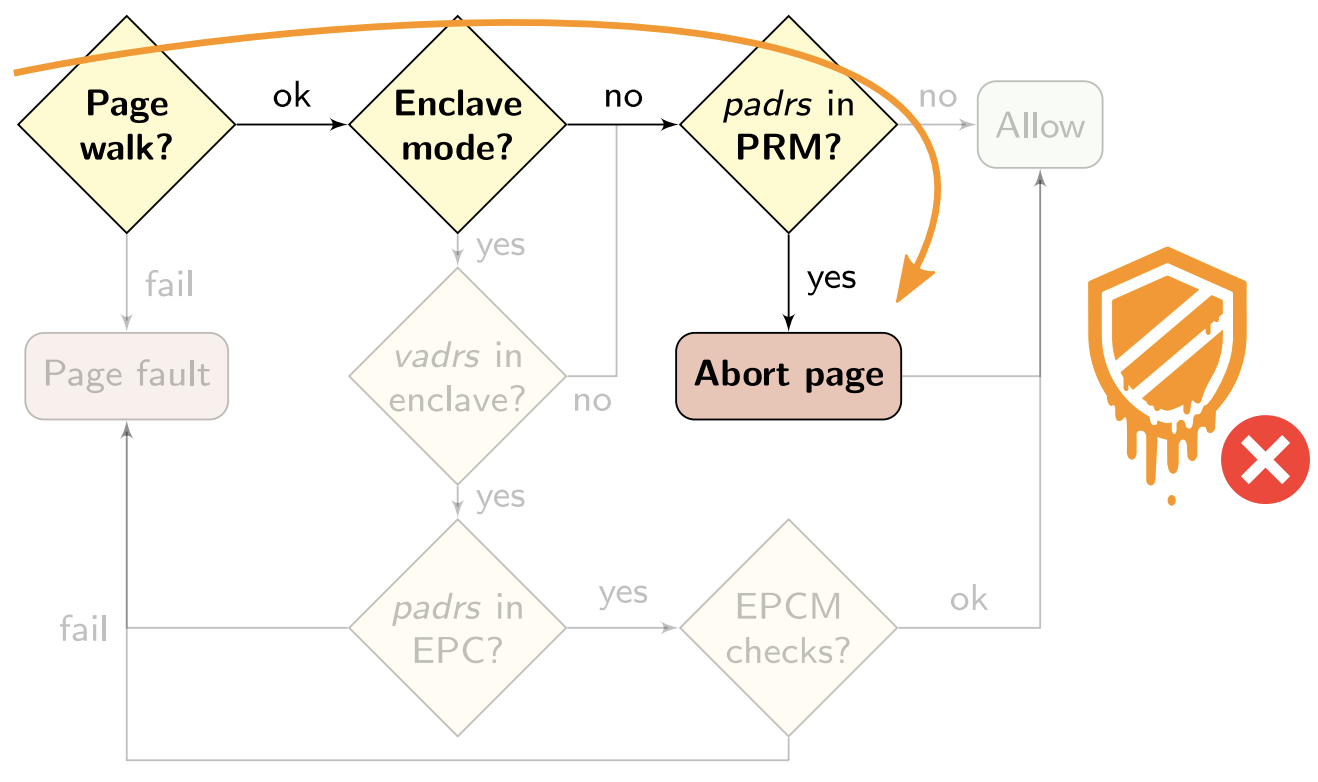 Page
walk?
ok
Enclave
mode?
no
padrs in
PRM?
no
Allow
fail
yes
yes
Page fault
vadrs in
enclave?
no
Abort page
yes
fail
padrs in
EPC?
yes
EPCM
checks?
ok